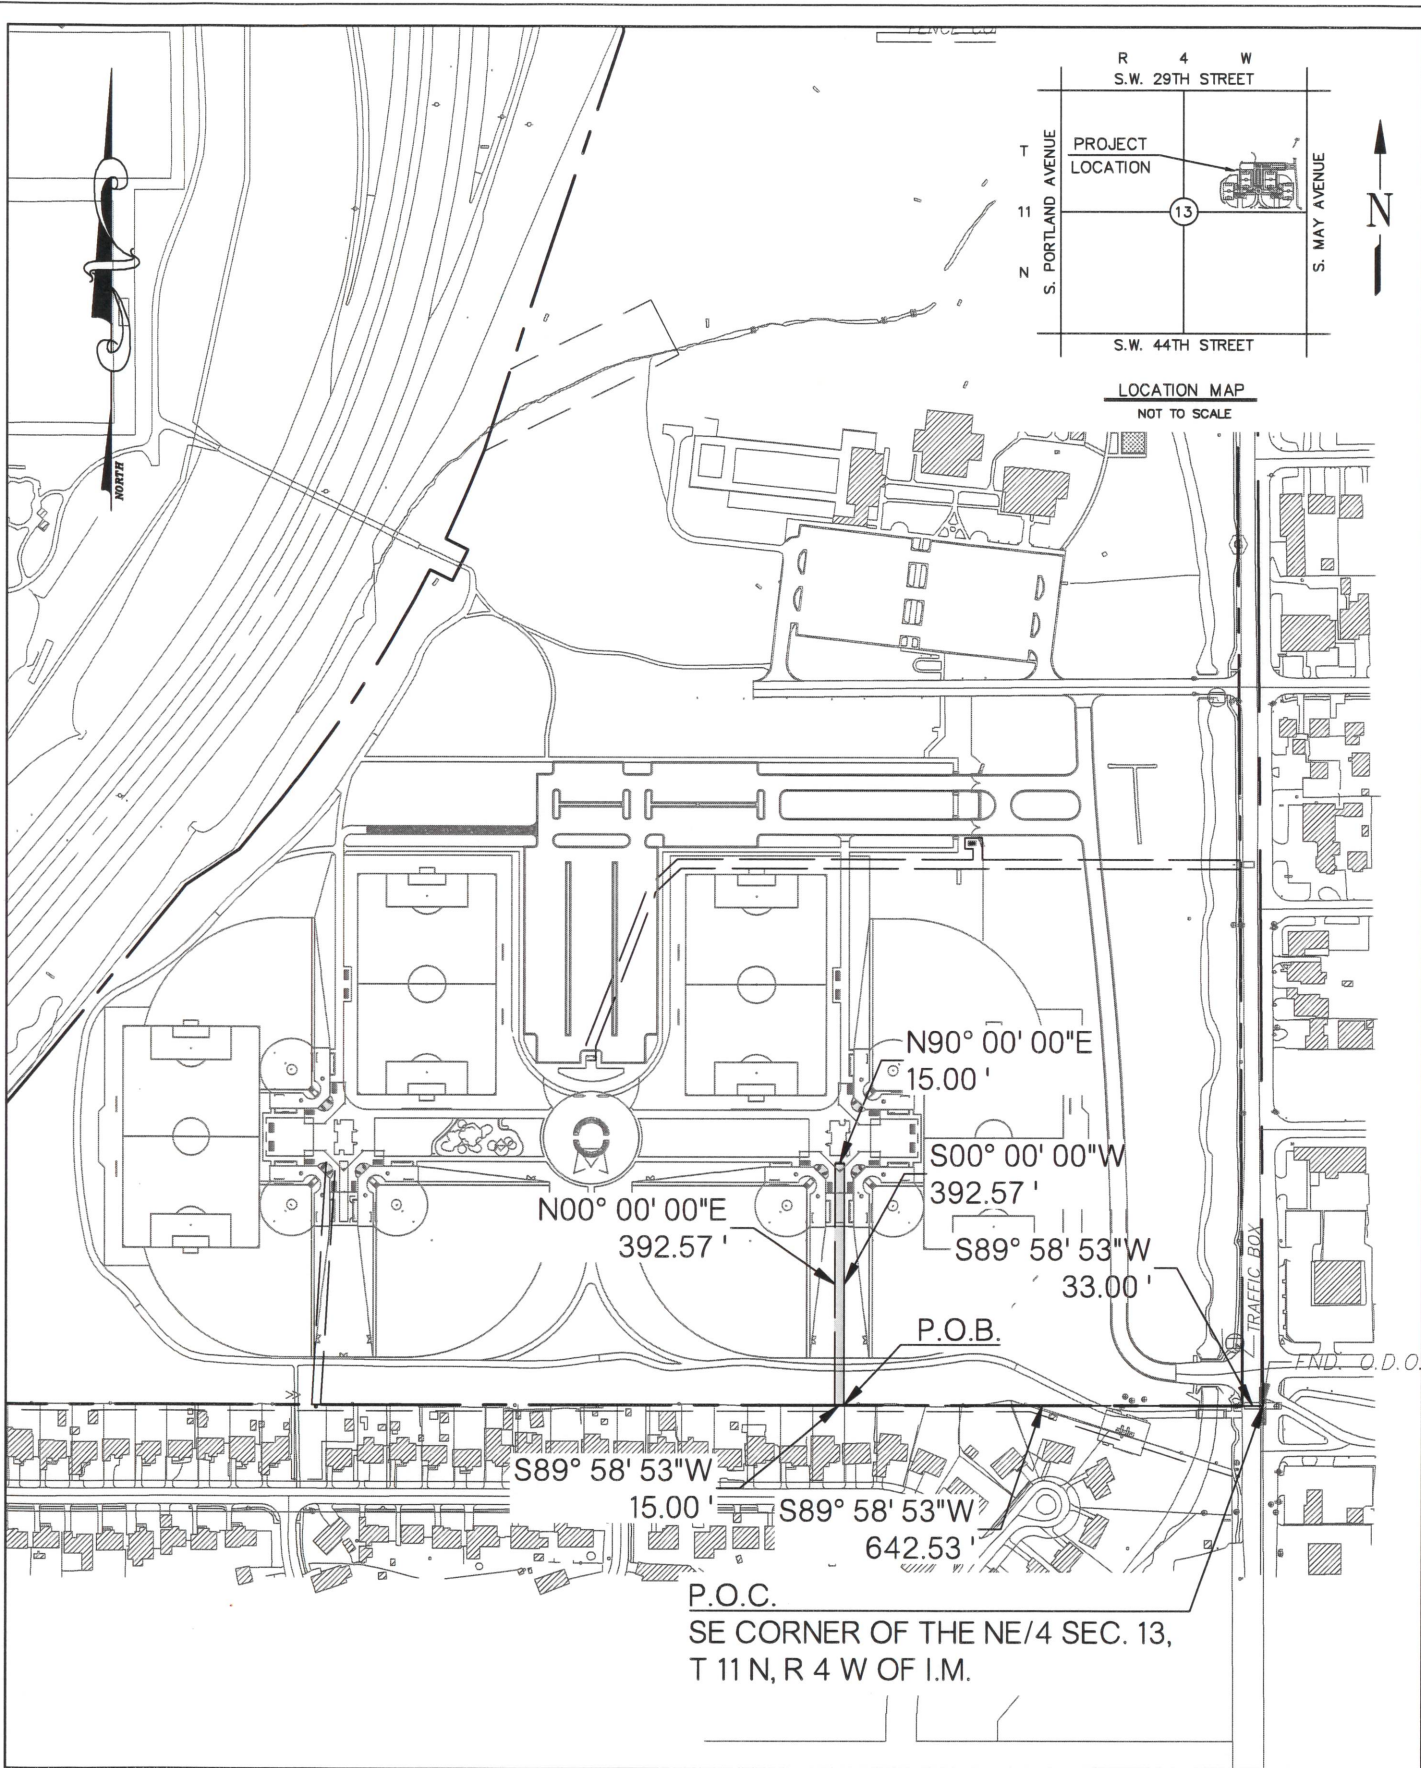 R 4 W
S.W. 29TH STREET
T
11
N
S. PORTLAND AVENUE
PROJECT
LOCATION
13
S. MAY AVENUE
N
S.W. 44TH STREET
LOCATION MAP
NOT TO SCALE
NORTH
N90° 00' 00"E
15.00 '
S00° 00' 00"W
392.57 '
N00° 00' 00"E
392.57 '
S89° 58' 53"W
33.00 '
TRAFFIC BOX
P.O.B.
FND. O.D.O.
S89° 58' 53"W
15.00 '
S89° 58' 53"W
642.53 '
P.O.C.
SE CORNER OF THE NE/4 SEC. 13,
T 11 N, R 4 W OF I.M.